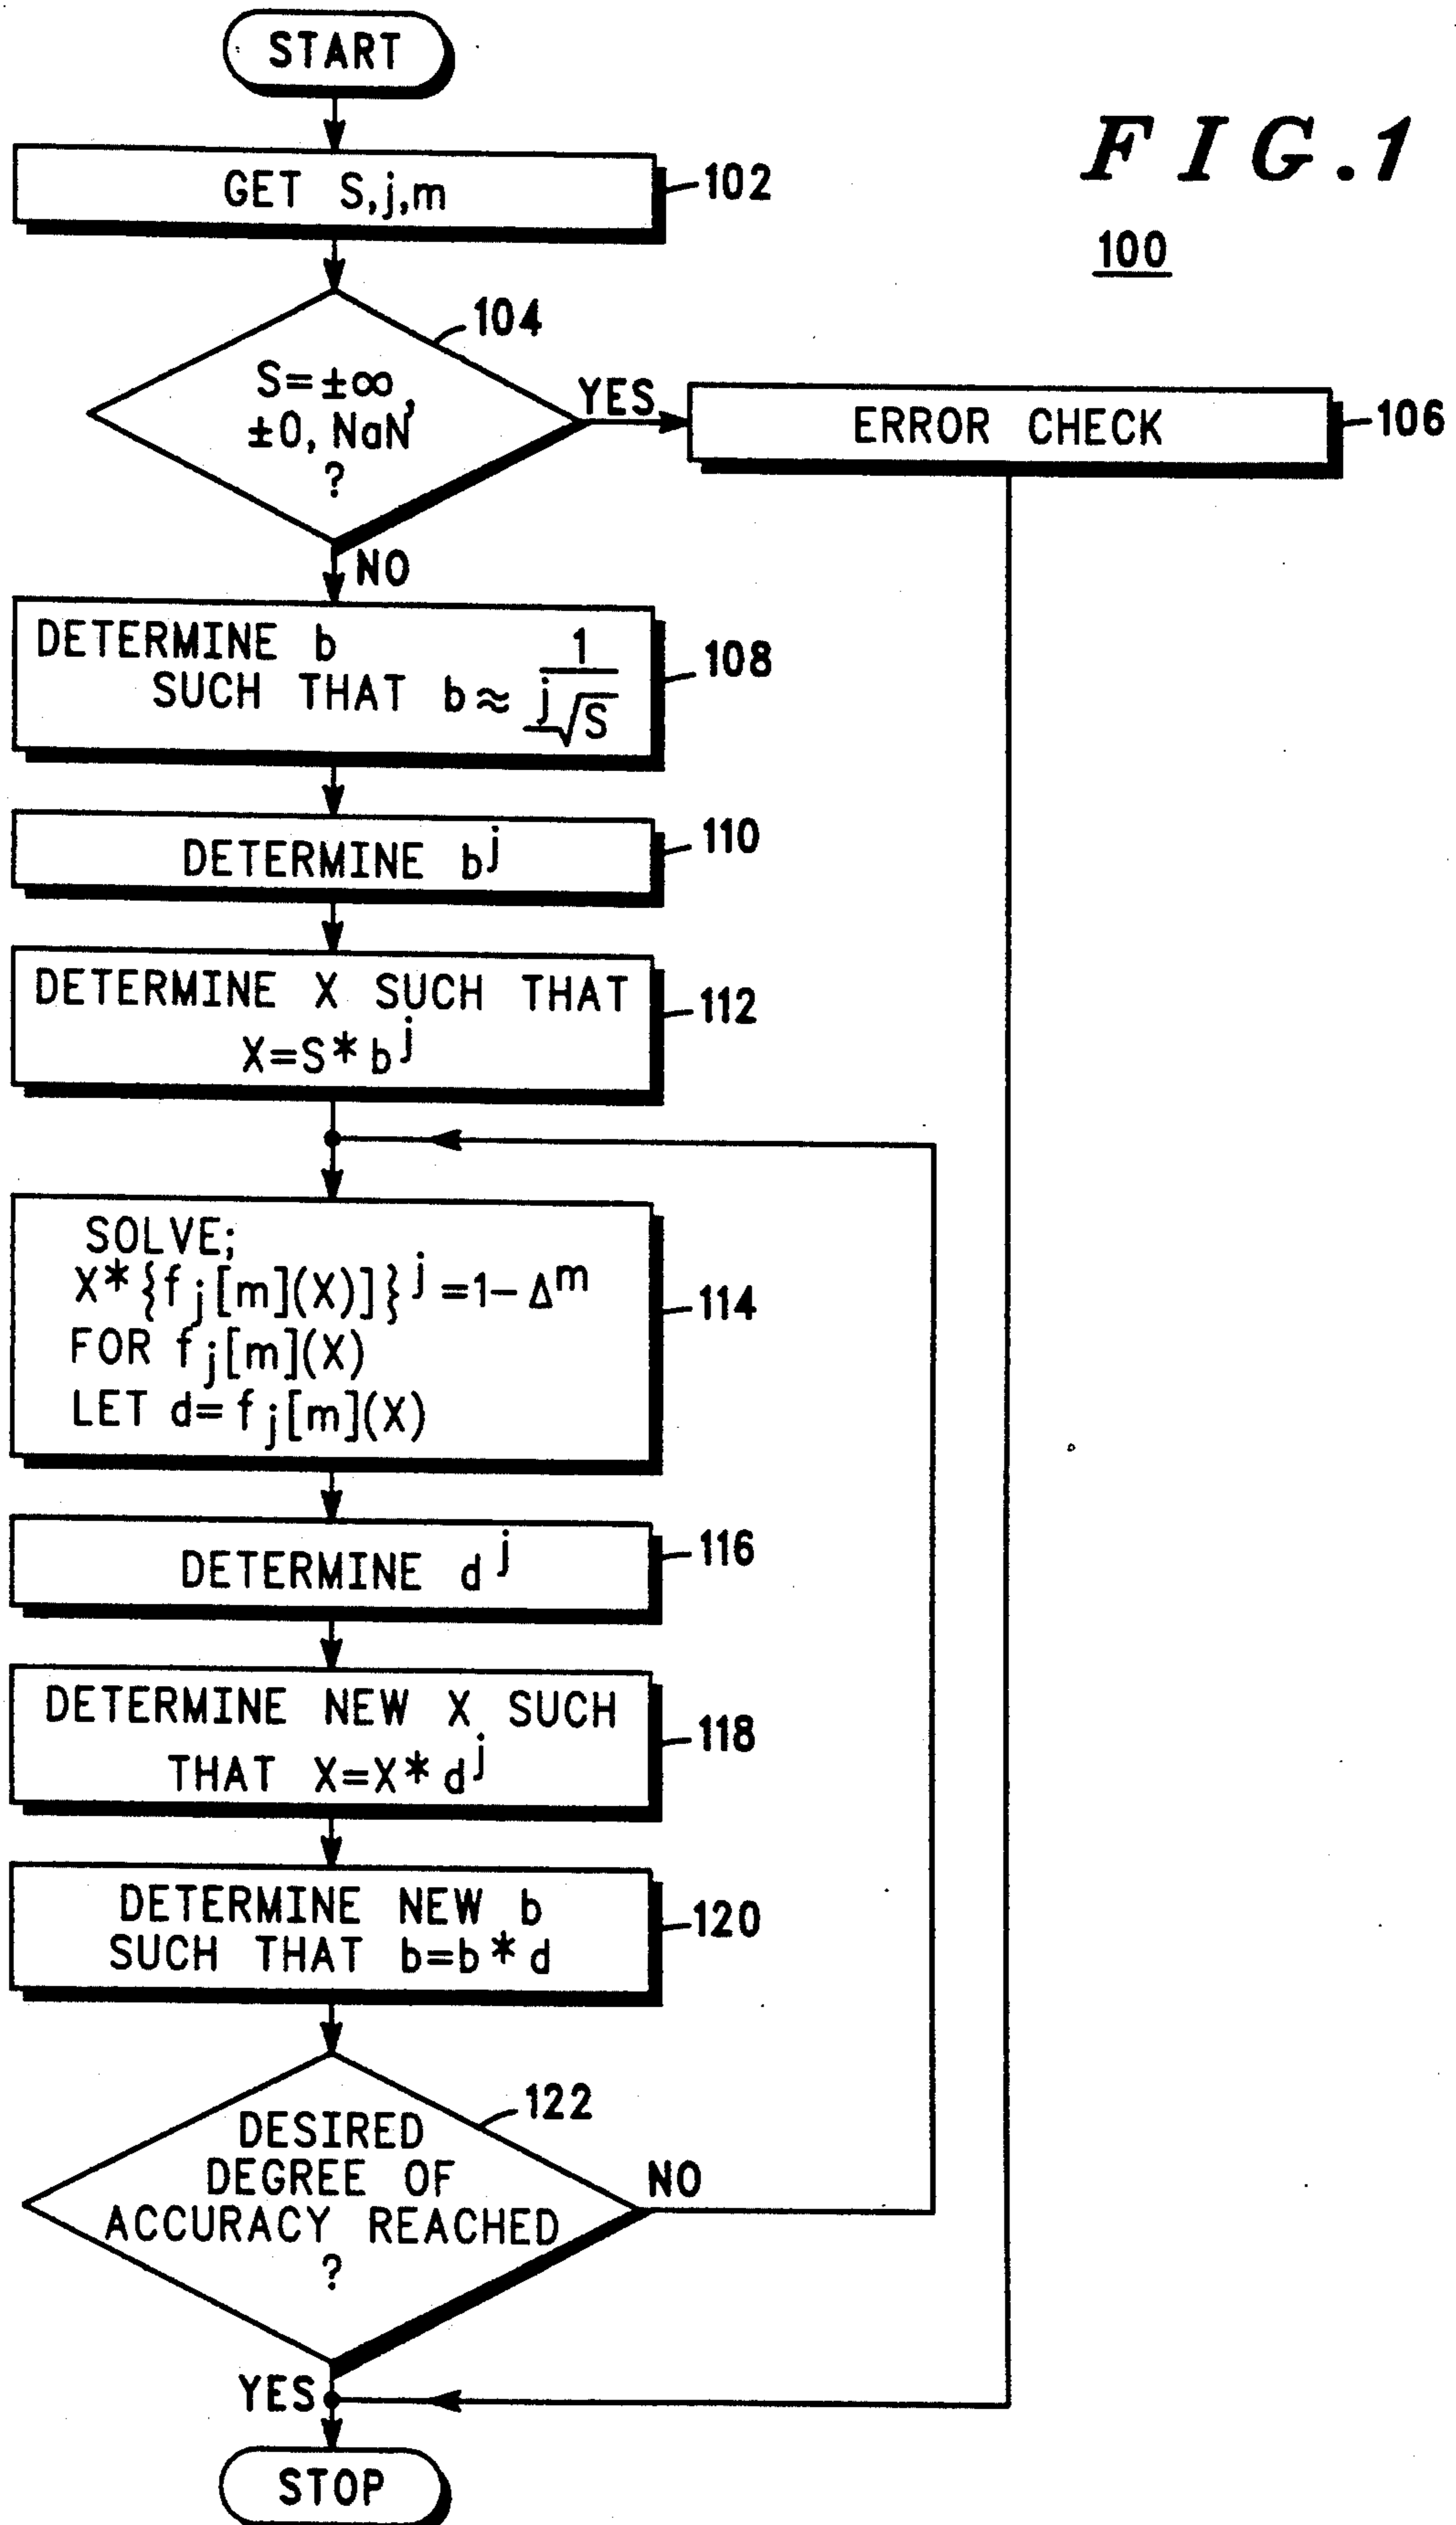 START
FIG.1
100
GET S,j,m
102
104
S=±∞,
±0, NaN
?
YES
ERROR CHECK
106
NO
DETERMINE b
SUCH THAT b≈ 1/j√S
108
DETERMINE b^j
110
DETERMINE X SUCH THAT
X=S*b^j
112
SOLVE;
X*{f_j[m](X)]}^j=1-Δ^m
FOR f_j[m](X)
LET d=f_j[m](X)
114
DETERMINE d^j
116
DETERMINE NEW X SUCH
THAT X=X*d^j
118
DETERMINE NEW b
SUCH THAT b=b*d
120
122
DESIRED
DEGREE OF
ACCURACY REACHED
?
NO
YES
STOP